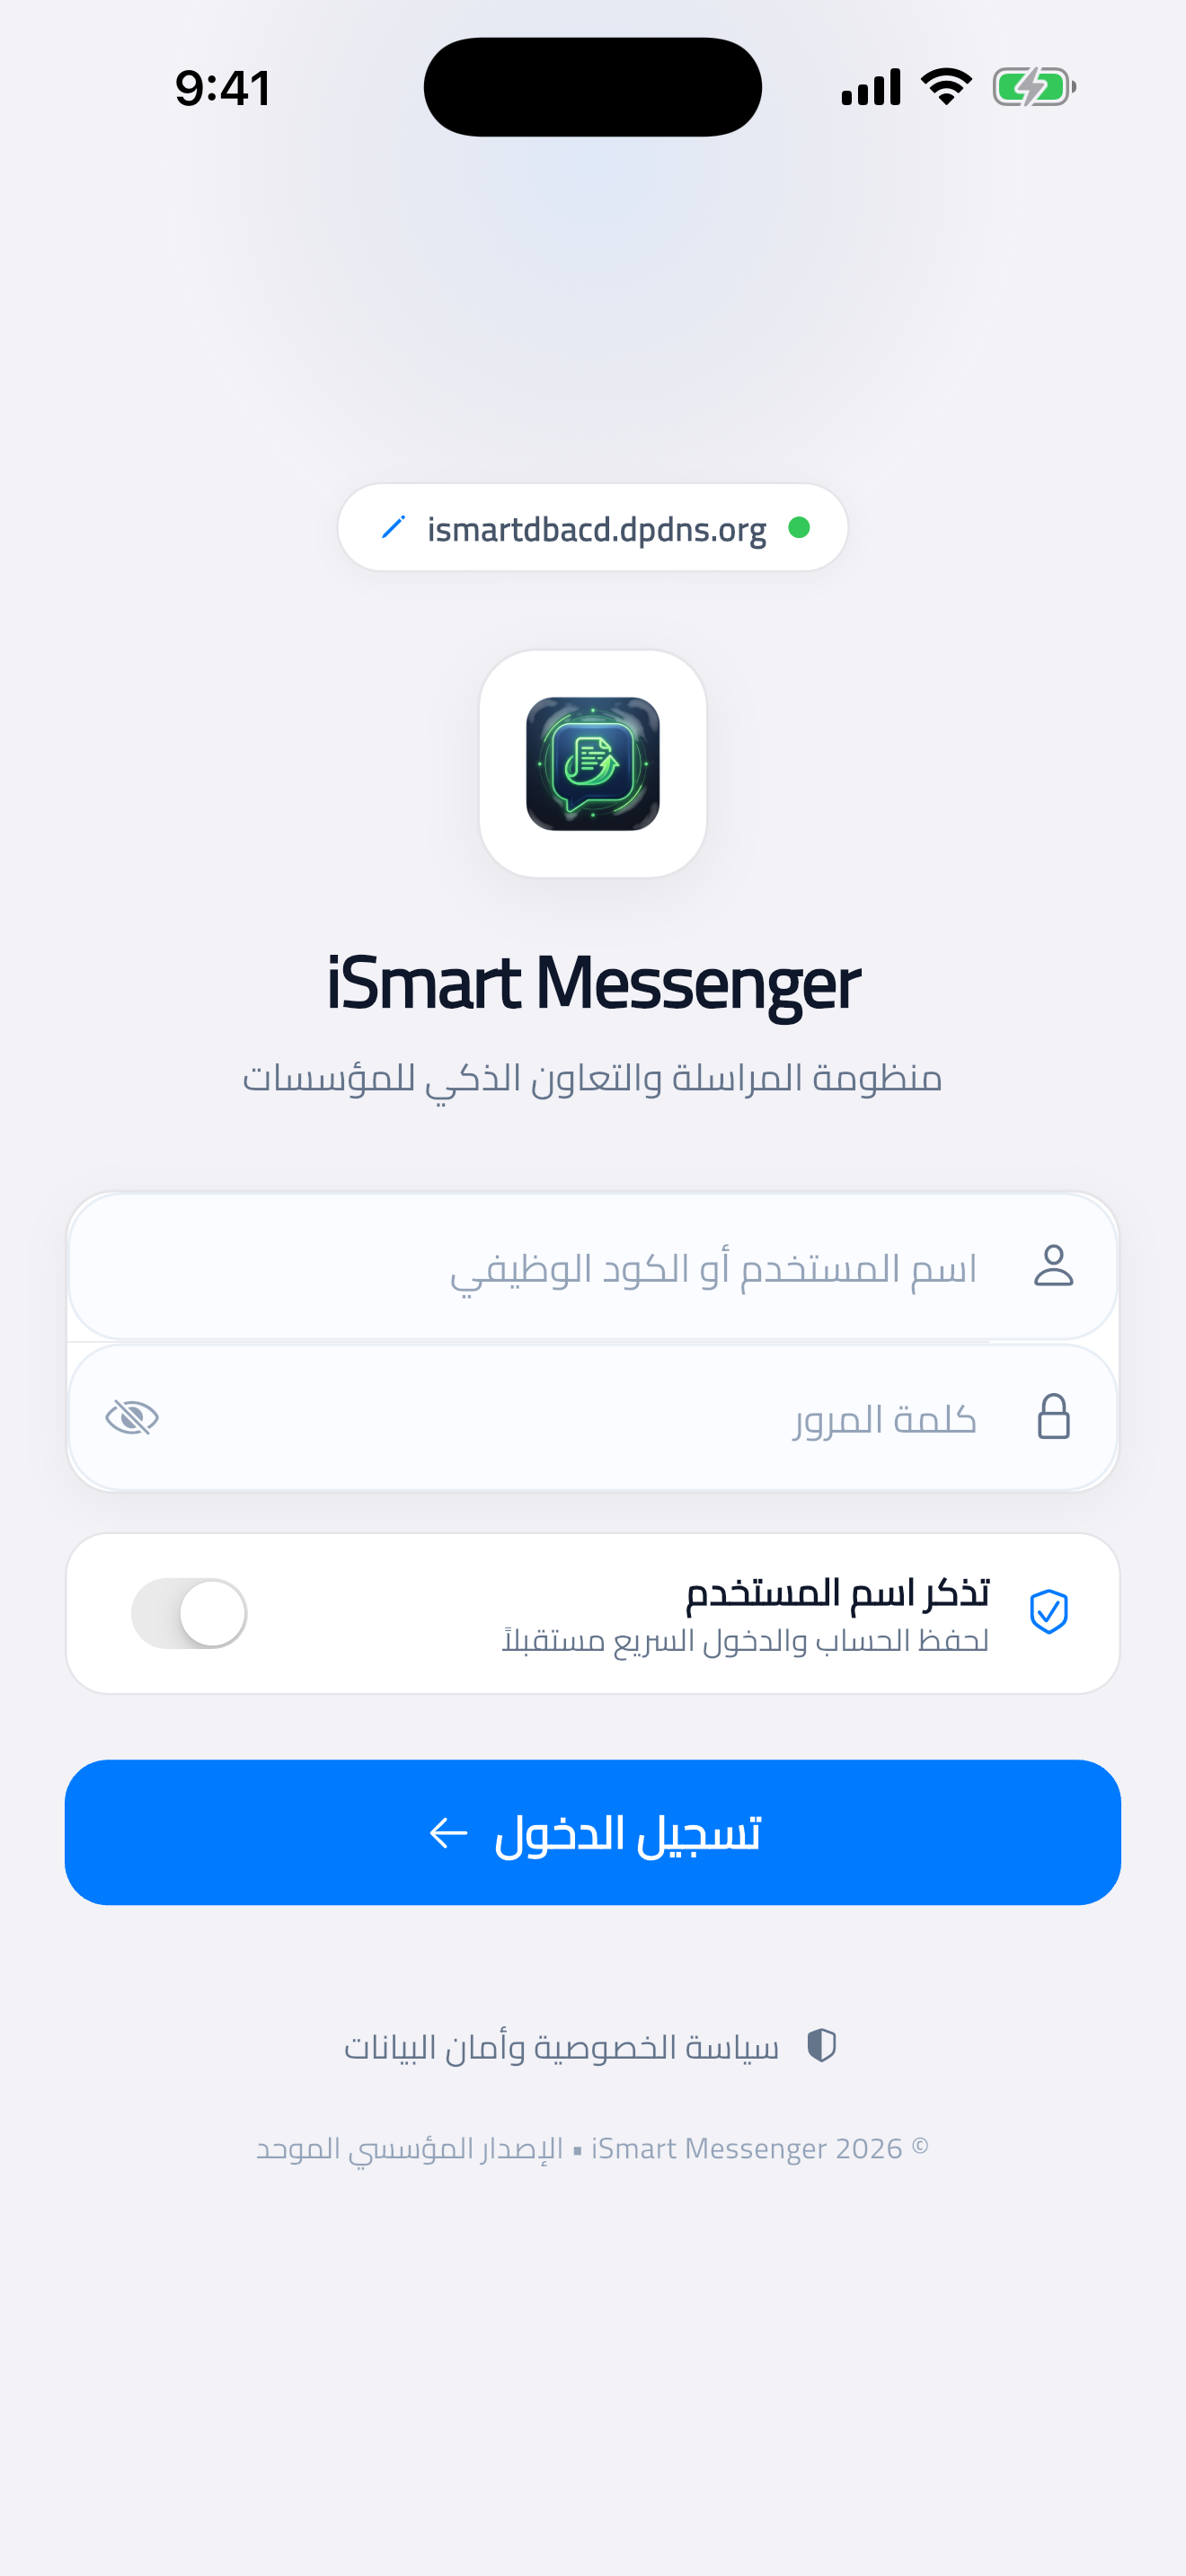 9:41
ismartdbacd.dpdns.org
iSmart Messenger
منظومة المراسلة والتعاون الذكي للمؤسسات
اسم المستخدم أو الكود الوظيفي
كلمة المرور
تذكر اسم المستخدم
لحفظ الحساب والدخول السريع مستقبلاً
تسجيل الدخول
سياسة الخصوصية وأمان البيانات
© 2026 iSmart Messenger ▪ الإصدار المؤسسي الموحد